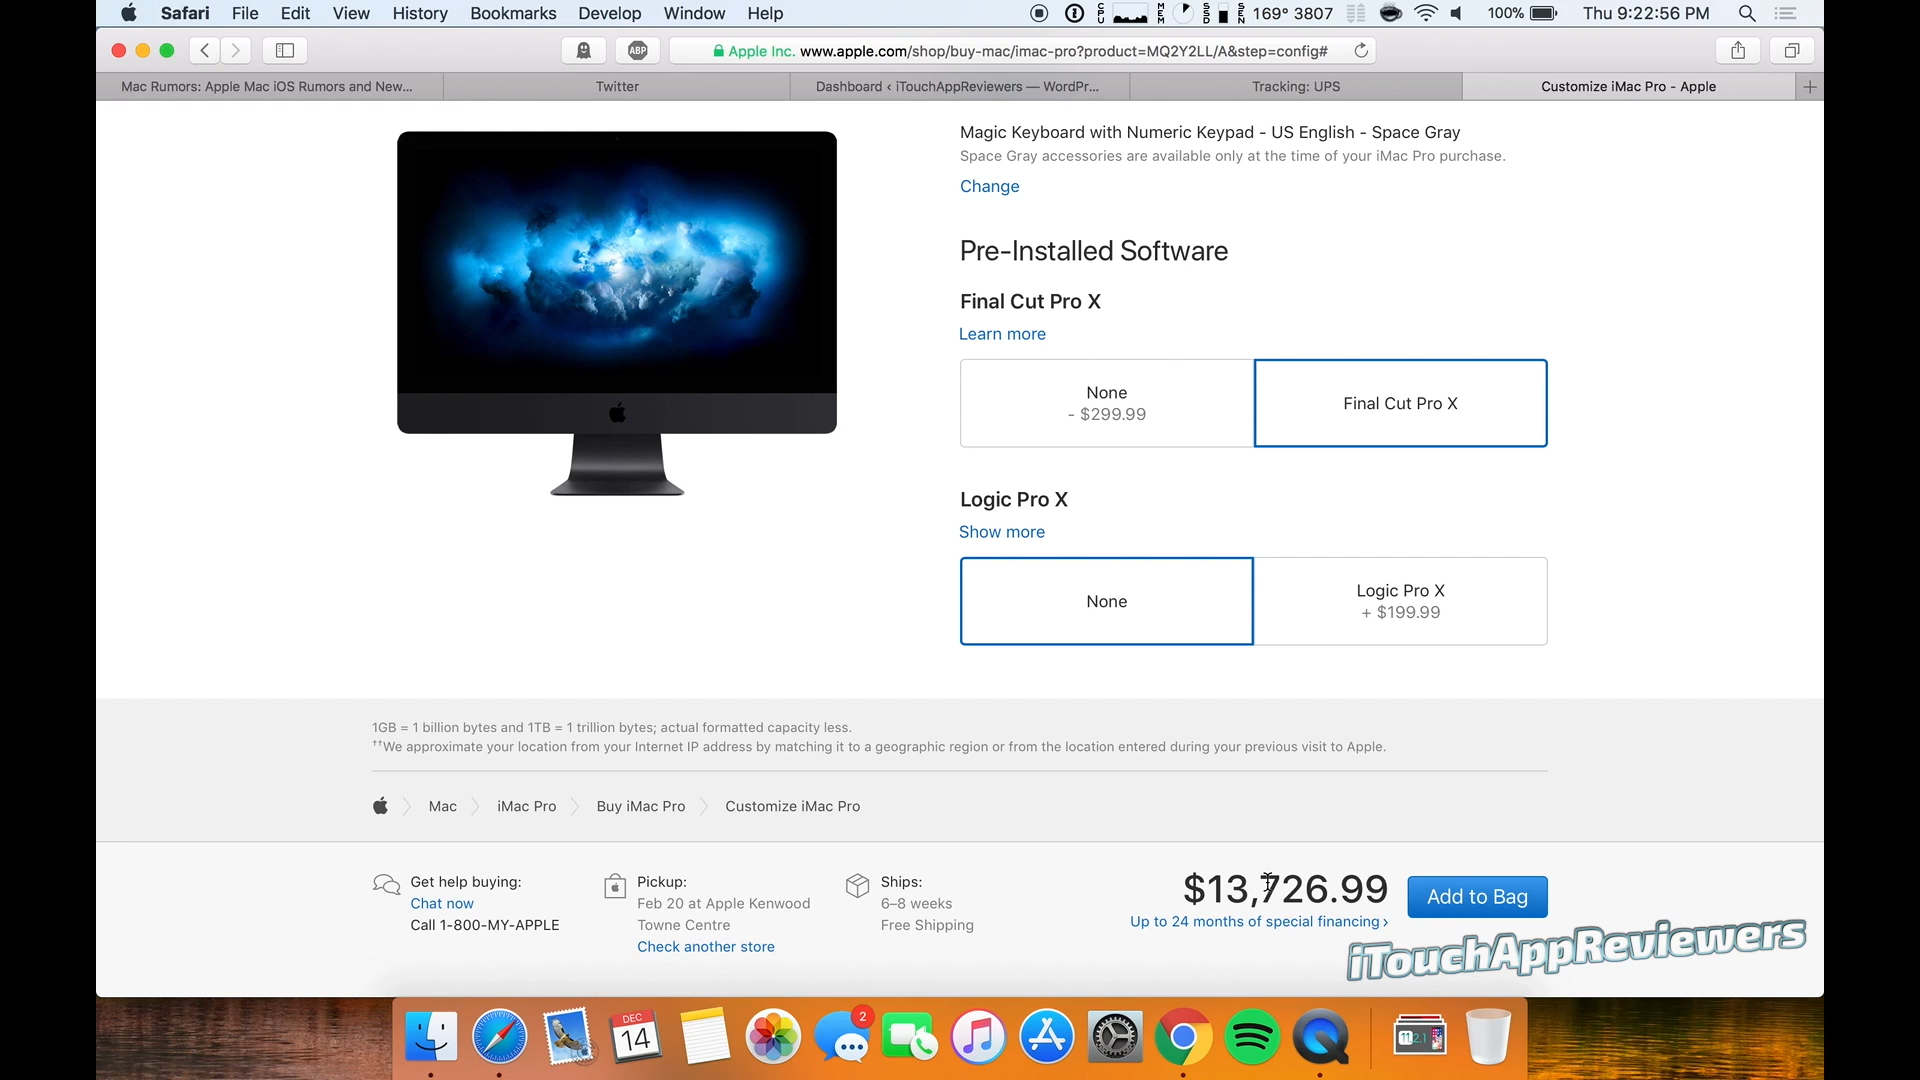 Safari File Edit View History Bookmarks Develop Window Help
CPU MEM SSD SEN 169° 3807 100% Thu 9:22:56 PM
ABP Apple Inc. www.apple.com/shop/buy-mac/imac-pro?product=MQ2Y2LL/A&step=config#
Mac Rumors: Apple Mac iOS Rumors and New... Twitter Dashboard ‹ iTouchAppReviewers — WordPr... Tracking: UPS Customize iMac Pro - Apple
Magic Keyboard with Numeric Keypad - US English - Space Gray
Space Gray accessories are available only at the time of your iMac Pro purchase.
Change
Pre-Installed Software
Final Cut Pro X
Learn more
None
- $299.99
Final Cut Pro X
Logic Pro X
Show more
None
Logic Pro X
+ $199.99
1GB = 1 billion bytes and 1TB = 1 trillion bytes; actual formatted capacity less.
††We approximate your location from your Internet IP address by matching it to a geographic region or from the location entered during your previous visit to Apple.
Mac iMac Pro Buy iMac Pro Customize iMac Pro
Get help buying:
Chat now
Call 1-800-MY-APPLE
Pickup:
Feb 20 at Apple Kenwood
Towne Centre
Check another store
Ships:
6–8 weeks
Free Shipping
$13,726.99
Up to 24 months of special financing ›
Add to Bag
iTouchAppReviewers
DEC
14
2
11.2.1